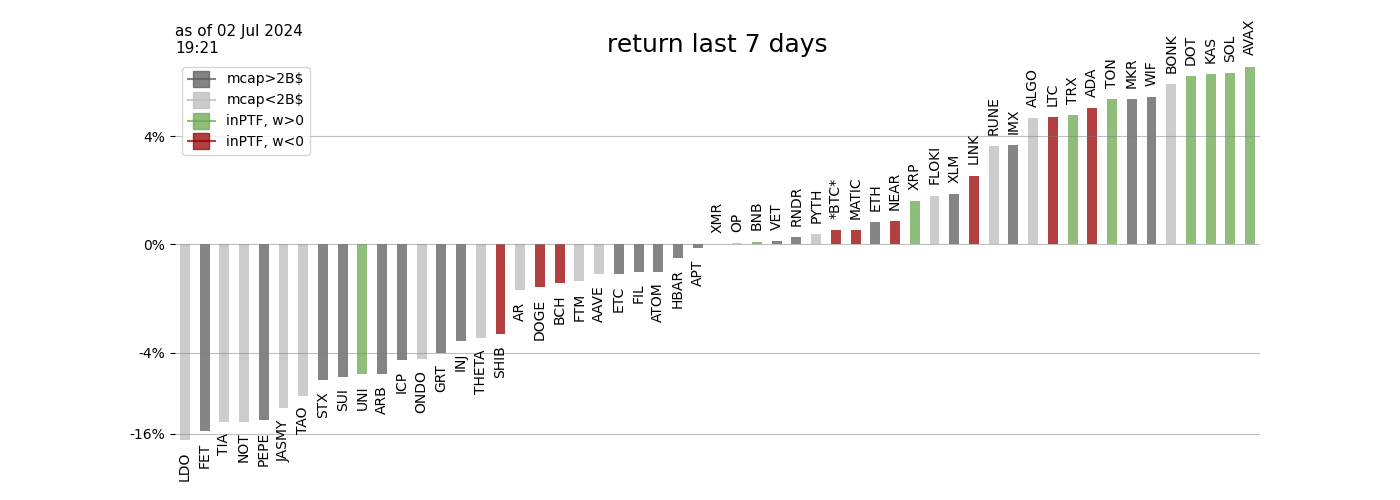 as of 02 Jul 2024
19:21
return last 7 days
mcap>2B$
mcap<2B$
inPTF, w>0
inPTF, w<0
4%
0%
-4%
-16%
LDO
FET
TIA
NOT
PEPE
JASMY
TAO
STX
SUI
UNI
ARB
ICP
ONDO
GRT
INJ
THETA
SHIB
AR
DOGE
BCH
FTM
AAVE
ETC
FIL
ATOM
HBAR
APT
XMR
OP
BNB
VET
RNDR
PYTH
*BTC*
MATIC
ETH
NEAR
XRP
FLOKI
XLM
LINK
RUNE
IMX
ALGO
LTC
TRX
ADA
TON
MKR
WIF
BONK
DOT
KAS
SOL
AVAX